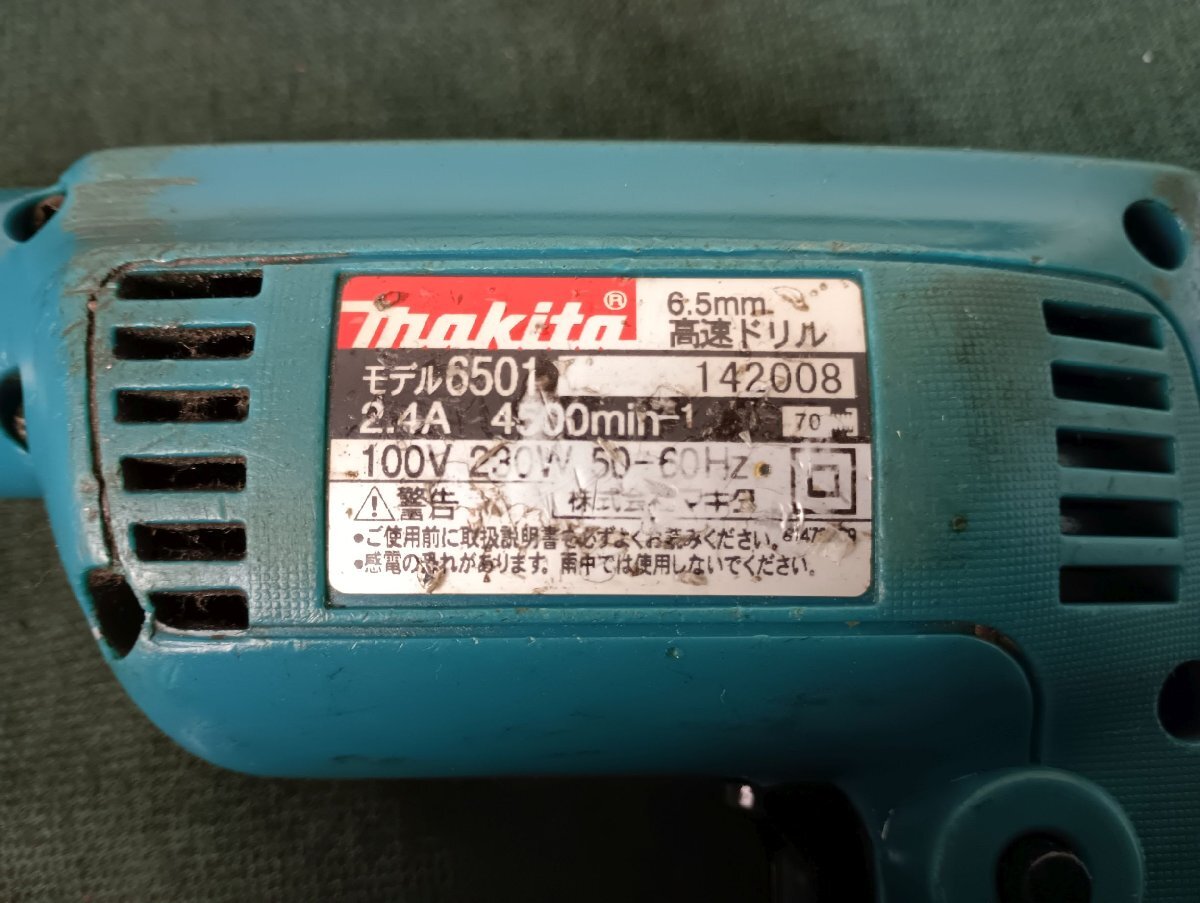 makita®
6.5mm
高速ドリル
モデル6501 142008
2.4A 4500min⁻¹ 70
100V 230W 50-60Hz
警告 株式会社マキタ
•ご使用前に取扱説明書で必ずよくお読みください。
•感電の恐れがあります。雨中では使用しないでください。